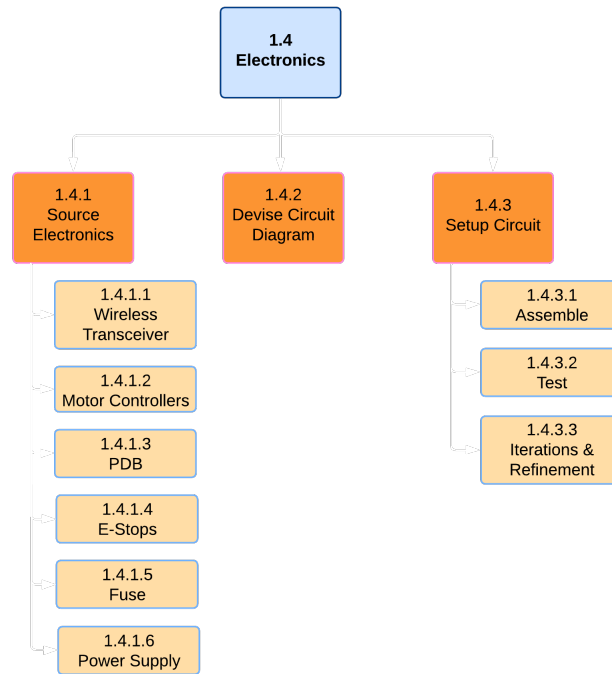 1.4
Electronics
1.4.1
Source
Electronics
1.4.2
Devise Circuit
Diagram
1.4.3
Setup Circuit
1.4.1.1
Wireless
Transceiver
1.4.1.2
Motor Controllers
1.4.1.3
PDB
1.4.1.4
E-Stops
1.4.1.5
Fuse
1.4.1.6
Power Supply
1.4.3.1
Assemble
1.4.3.2
Test
1.4.3.3
Iterations &
Refinement